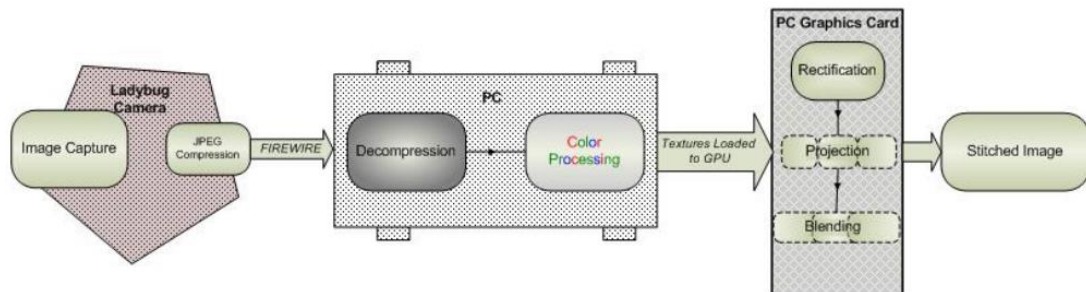 Ladybug
Camera
Image Capture
JPEG
Compression
FIREWIRE
PC
Decompression
Color
Processing
Textures Loaded
to GPU
PC Graphics Card
Rectification
Projection
Blending
Stitched Image